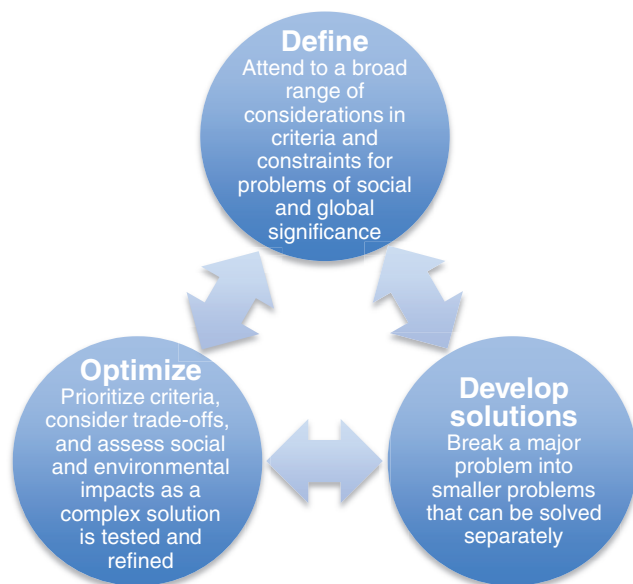 Define
Attend to a broad
range of
considerations in
criteria and
constraints for
problems of social
and global
significance
Optimize
Prioritize criteria,
consider trade-offs,
and assess social
and environmental
impacts as a
complex solution
is tested and
refined
Develop
solutions
Break a major
problem into
smaller problems
that can be solved
separately